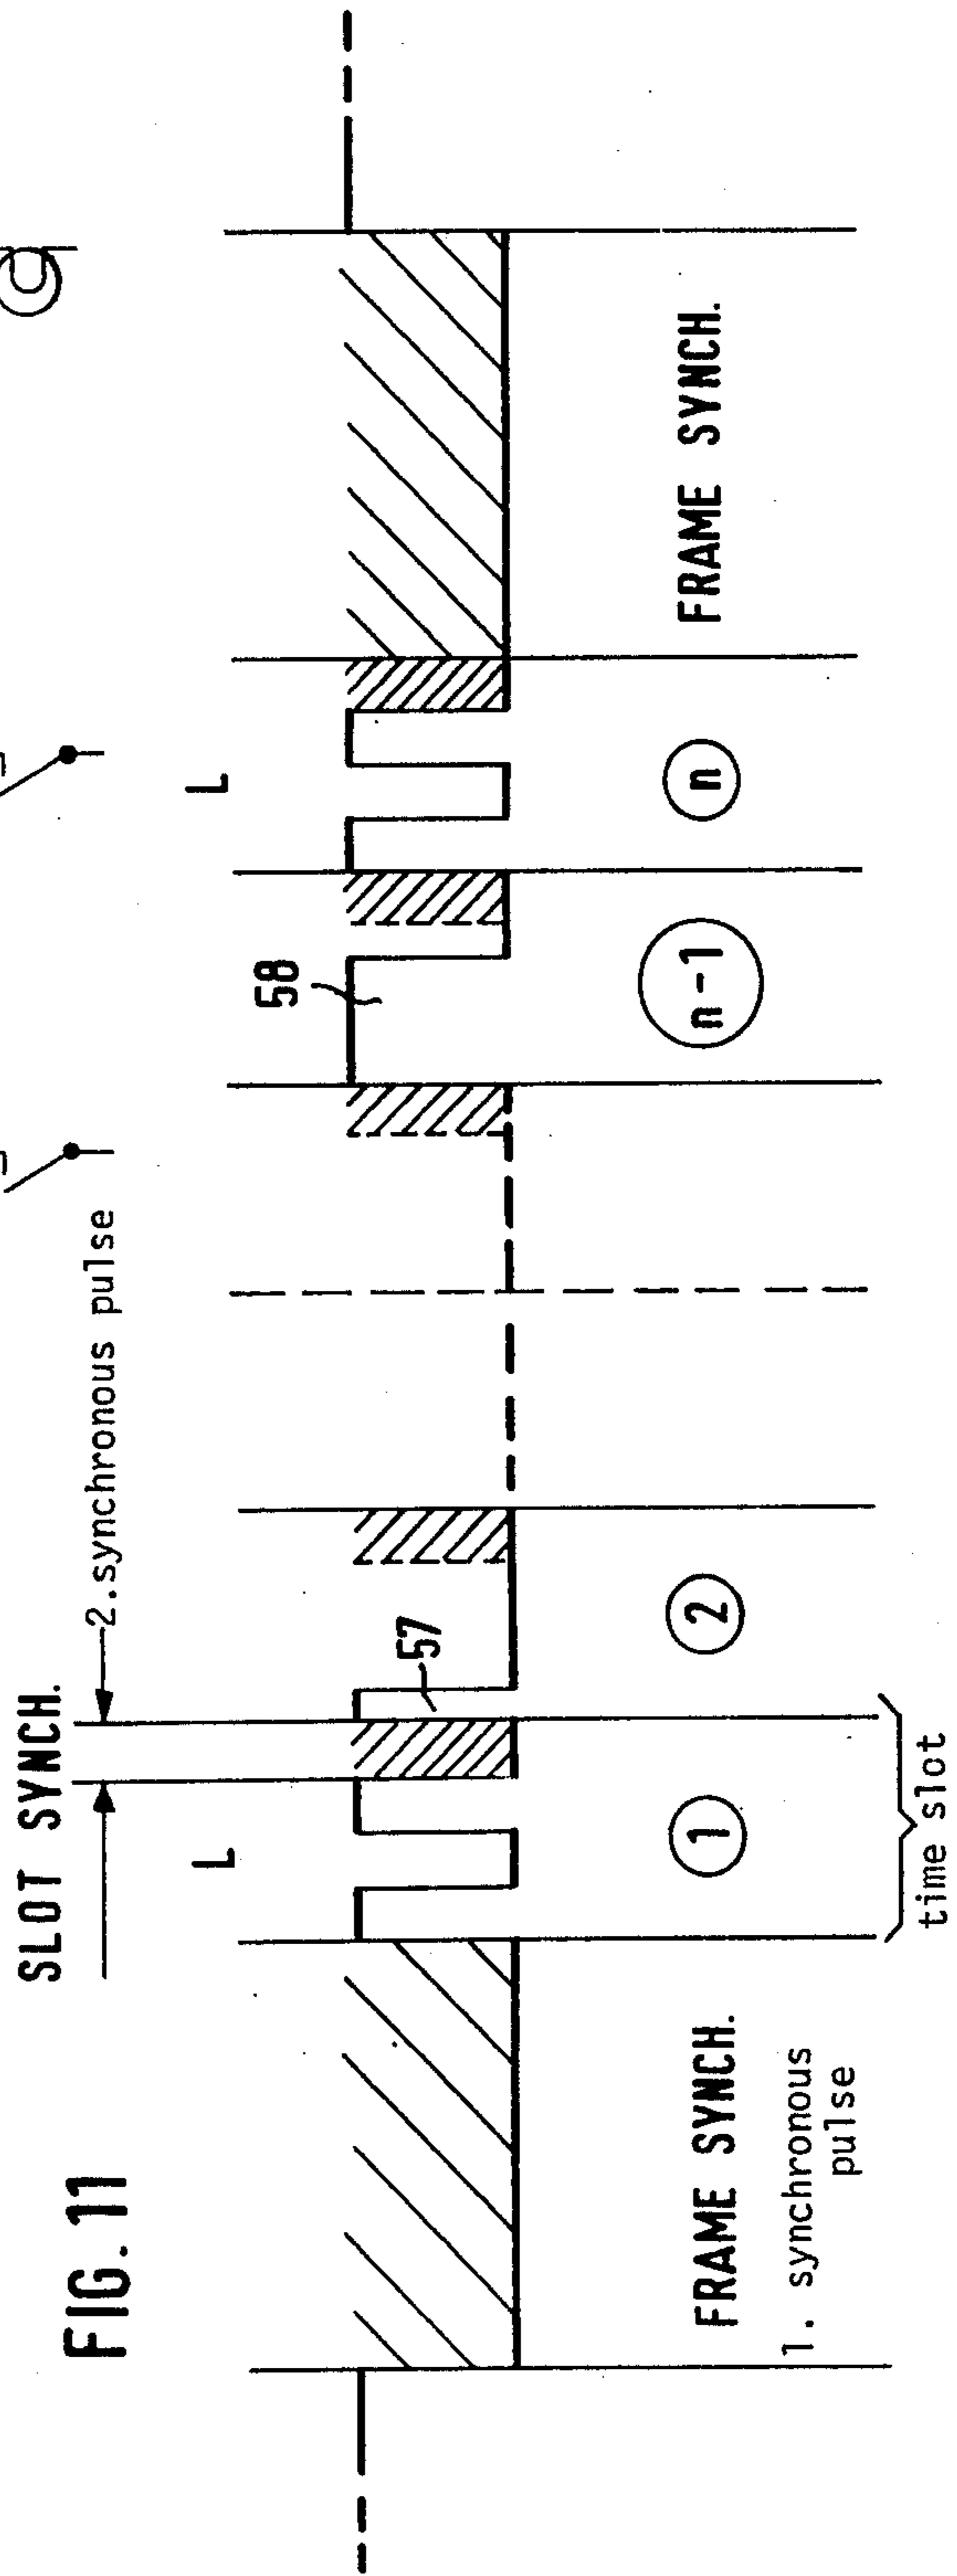 FIG. 11
SLOT SYNCH.
2.synchronous pulse
L
L
57
58
1
2
n-1
n
FRAME SYNCH.
1. synchronous
pulse
time slot
FRAME SYNCH.